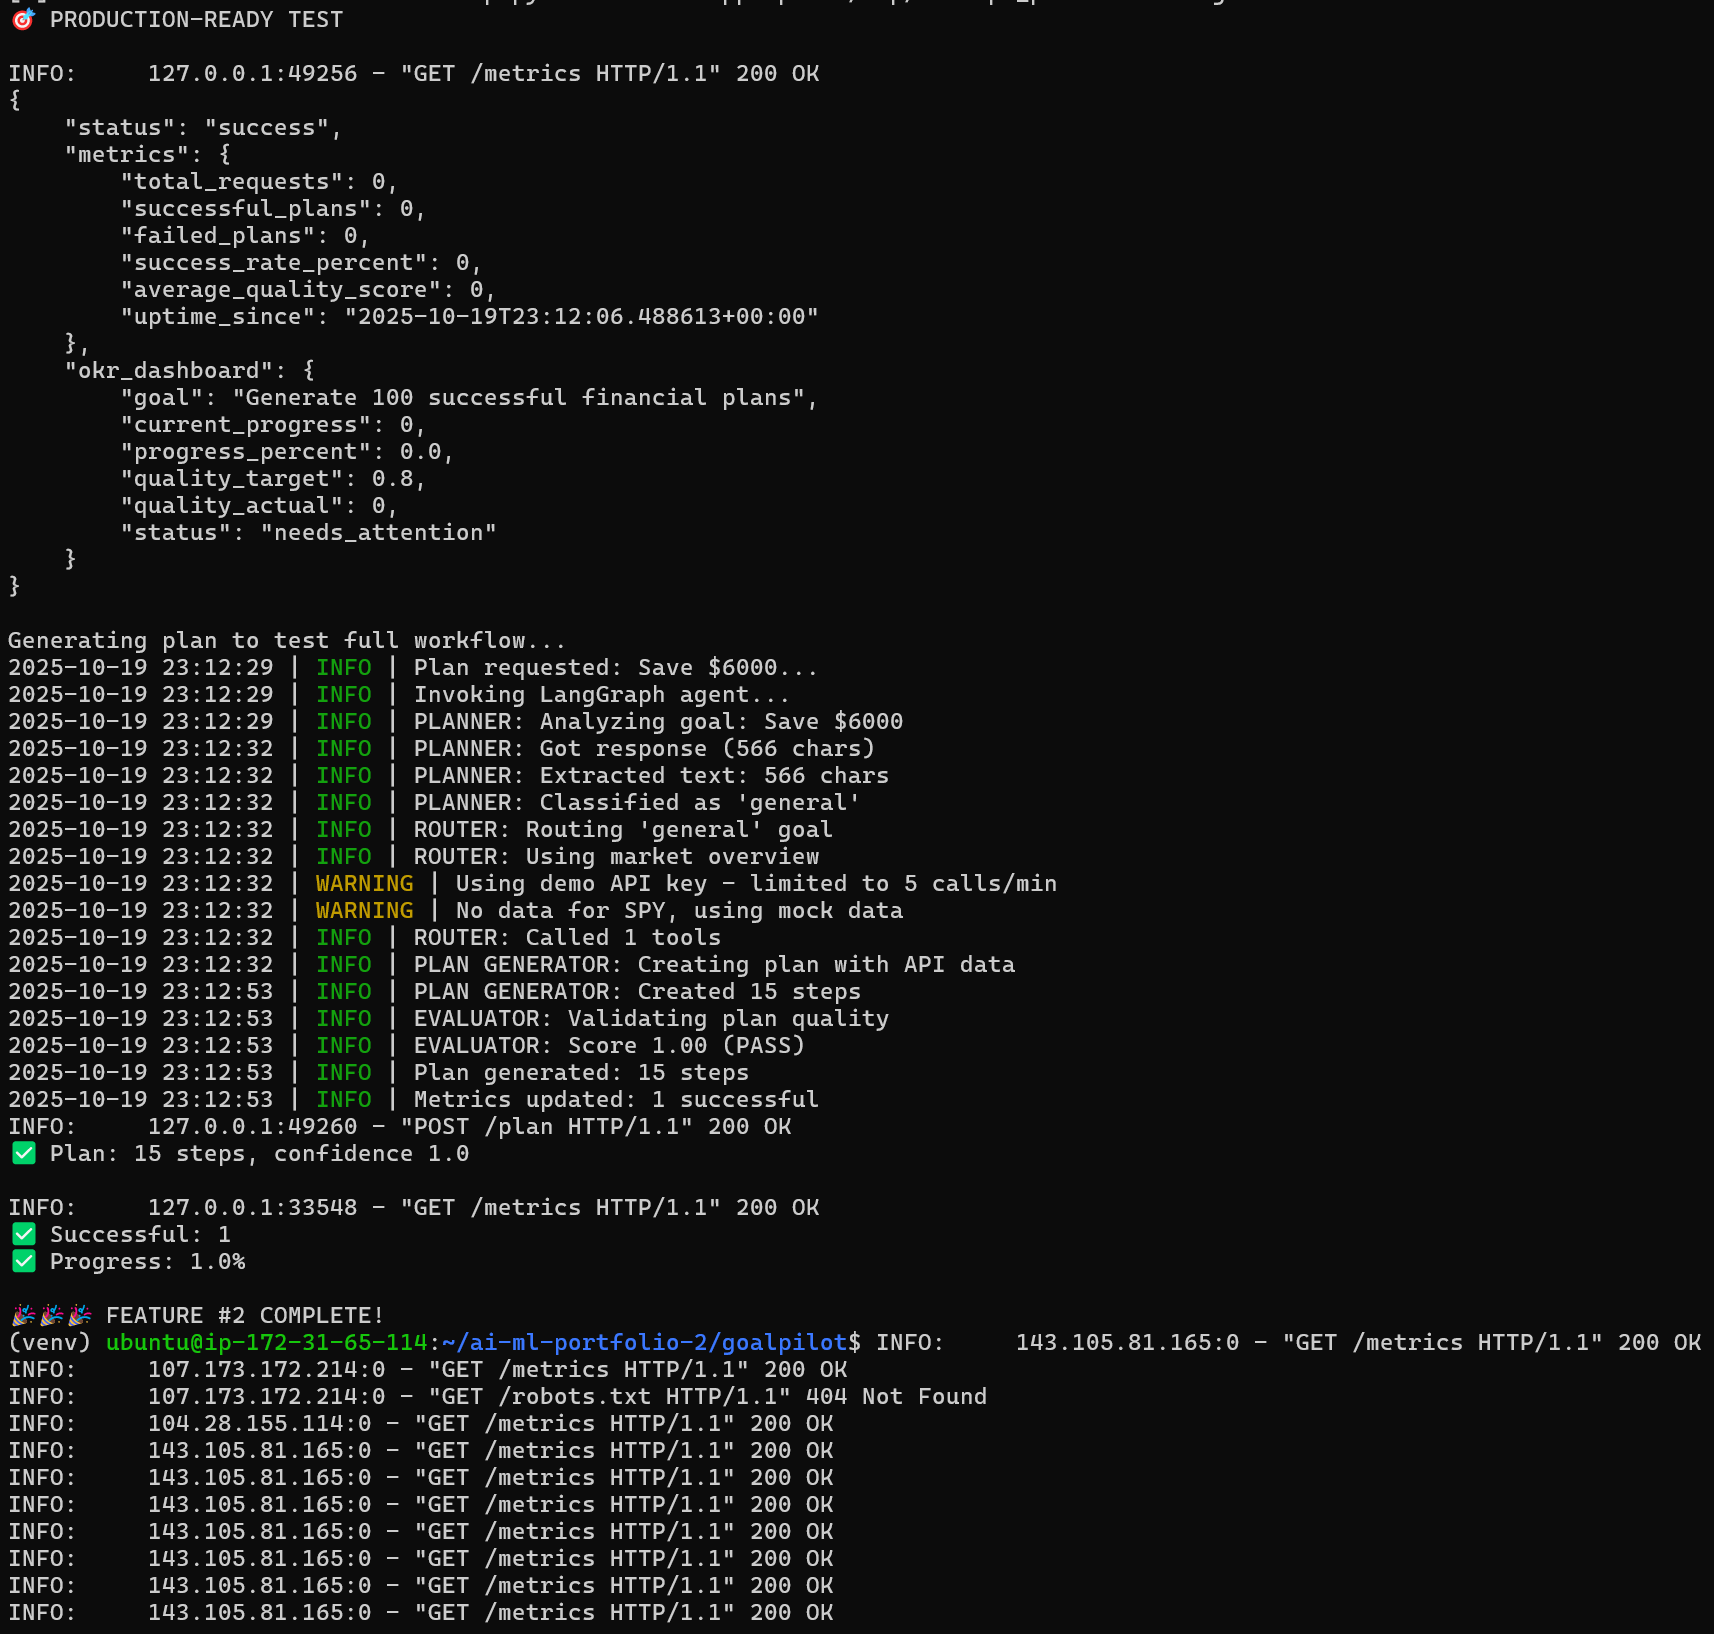 🎯 PRODUCTION-READY TEST

INFO:     127.0.0.1:49256 - "GET /metrics HTTP/1.1" 200 OK
{
    "status": "success",
    "metrics": {
        "total_requests": 0,
        "successful_plans": 0,
        "failed_plans": 0,
        "success_rate_percent": 0,
        "average_quality_score": 0,
        "uptime_since": "2025-10-19T23:12:06.488613+00:00"
    },
    "okr_dashboard": {
        "goal": "Generate 100 successful financial plans",
        "current_progress": 0,
        "progress_percent": 0.0,
        "quality_target": 0.8,
        "quality_actual": 0,
        "status": "needs_attention"
    }
}

Generating plan to test full workflow...
2025-10-19 23:12:29 | INFO | Plan requested: Save $6000...
2025-10-19 23:12:29 | INFO | Invoking LangGraph agent...
2025-10-19 23:12:29 | INFO | PLANNER: Analyzing goal: Save $6000
2025-10-19 23:12:32 | INFO | PLANNER: Got response (566 chars)
2025-10-19 23:12:32 | INFO | PLANNER: Extracted text: 566 chars
2025-10-19 23:12:32 | INFO | PLANNER: Classified as 'general'
2025-10-19 23:12:32 | INFO | ROUTER: Routing 'general' goal
2025-10-19 23:12:32 | INFO | ROUTER: Using market overview
2025-10-19 23:12:32 | WARNING | Using demo API key - limited to 5 calls/min
2025-10-19 23:12:32 | WARNING | No data for SPY, using mock data
2025-10-19 23:12:32 | INFO | ROUTER: Called 1 tools
2025-10-19 23:12:32 | INFO | PLAN GENERATOR: Creating plan with API data
2025-10-19 23:12:53 | INFO | PLAN GENERATOR: Created 15 steps
2025-10-19 23:12:53 | INFO | EVALUATOR: Validating plan quality
2025-10-19 23:12:53 | INFO | EVALUATOR: Score 1.00 (PASS)
2025-10-19 23:12:53 | INFO | Plan generated: 15 steps
2025-10-19 23:12:53 | INFO | Metrics updated: 1 successful
INFO:     127.0.0.1:49260 - "POST /plan HTTP/1.1" 200 OK
✅ Plan: 15 steps, confidence 1.0

INFO:     127.0.0.1:33548 - "GET /metrics HTTP/1.1" 200 OK
✅ Successful: 1
✅ Progress: 1.0%

🎉🎉🎉 FEATURE #2 COMPLETE!
(venv) ubuntu@ip-172-31-65-114:~/ai-ml-portfolio-2/goalpilot$ INFO:     143.105.81.165:0 - "GET /metrics HTTP/1.1" 200 OK
INFO:     107.173.172.214:0 - "GET /metrics HTTP/1.1" 200 OK
INFO:     107.173.172.214:0 - "GET /robots.txt HTTP/1.1" 404 Not Found
INFO:     104.28.155.114:0 - "GET /metrics HTTP/1.1" 200 OK
INFO:     143.105.81.165:0 - "GET /metrics HTTP/1.1" 200 OK
INFO:     143.105.81.165:0 - "GET /metrics HTTP/1.1" 200 OK
INFO:     143.105.81.165:0 - "GET /metrics HTTP/1.1" 200 OK
INFO:     143.105.81.165:0 - "GET /metrics HTTP/1.1" 200 OK
INFO:     143.105.81.165:0 - "GET /metrics HTTP/1.1" 200 OK
INFO:     143.105.81.165:0 - "GET /metrics HTTP/1.1" 200 OK
INFO:     143.105.81.165:0 - "GET /metrics HTTP/1.1" 200 OK